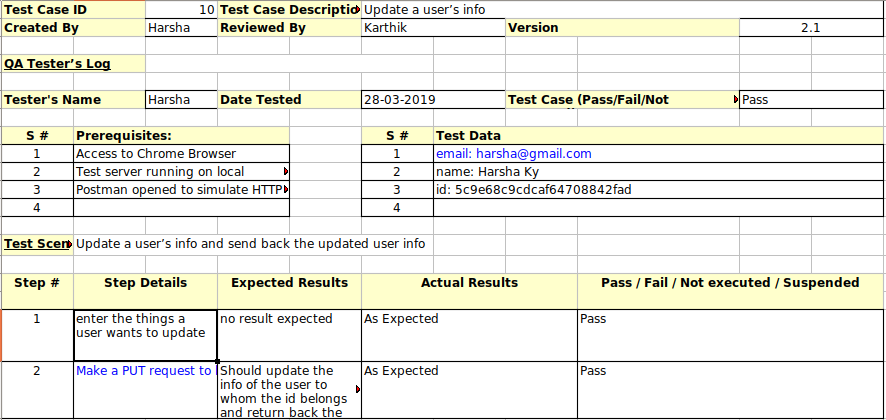 Test Case ID 10 Test Case Descriptio Update a user’s info
Created By Harsha Reviewed By Karthik Version 2.1
QA Tester’s Log
Tester's Name Harsha Date Tested 28-03-2019 Test Case (Pass/Fail/Not Pass
S # Prerequisites: S # Test Data
1 Access to Chrome Browser 1 email: harsha@gmail.com
2 Test server running on local 2 name: Harsha Ky
3 Postman opened to simulate HTTP 3 id: 5c9e68c9cdcaf64708842fad
4 4
Test Scen Update a user’s info and send back the updated user info
Step # Step Details Expected Results Actual Results Pass / Fail / Not executed / Suspended
1 enter the things a no result expected As Expected Pass
user wants to update
2 Make a PUT request to Should update the As Expected Pass
info of the user to
whom the id belongs
and return back the